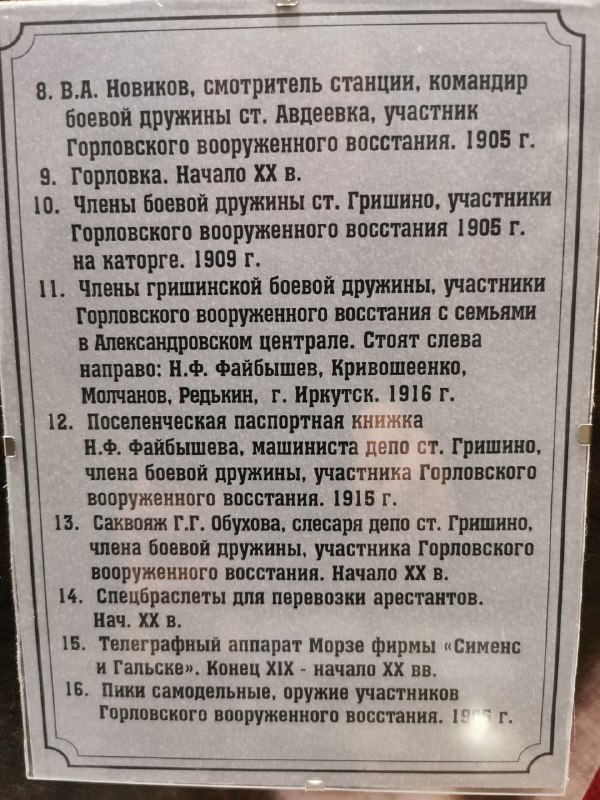 8. В.А. Новиков, смотритель станции, командир
боевой дружины ст. Авдеевка, участник
Горловского вооруженного восстания. 1905 г.
9. Горловка. Начало XX в.
10. Члены боевой дружины ст. Гришино, участники
Горловского вооруженного восстания 1905 г.
на каторге. 1909 г.
11. Члены гришинской боевой дружины, участники
Горловского вооруженного восстания с семьями
в Александровском централе. Стоят слева
направо: Н.Ф. Файбышев, Кривошеенко,
Молчанов, Редькин, г. Иркутск. 1916 г.
12. Поселенческая паспортная книжка
Н.Ф. Файбышева, машиниста депо ст. Гришино,
члена боевой дружины, участника Горловского
вооруженного восстания. 1915 г.
13. Саквояж Г.Г. Обухова, слесаря депо ст. Гришино,
члена боевой дружины, участника Горловского
вооруженного восстания. Начало XX в.
14. Спецбраслеты для перевозки арестантов.
Нач. XX в.
15. Телеграфный аппарат Морзе фирмы «Сименс
и Гальске». Конец XIX - начало XX вв.
16. Пики самодельные, оружие участников
Горловского вооруженного восстания. 1905 г.